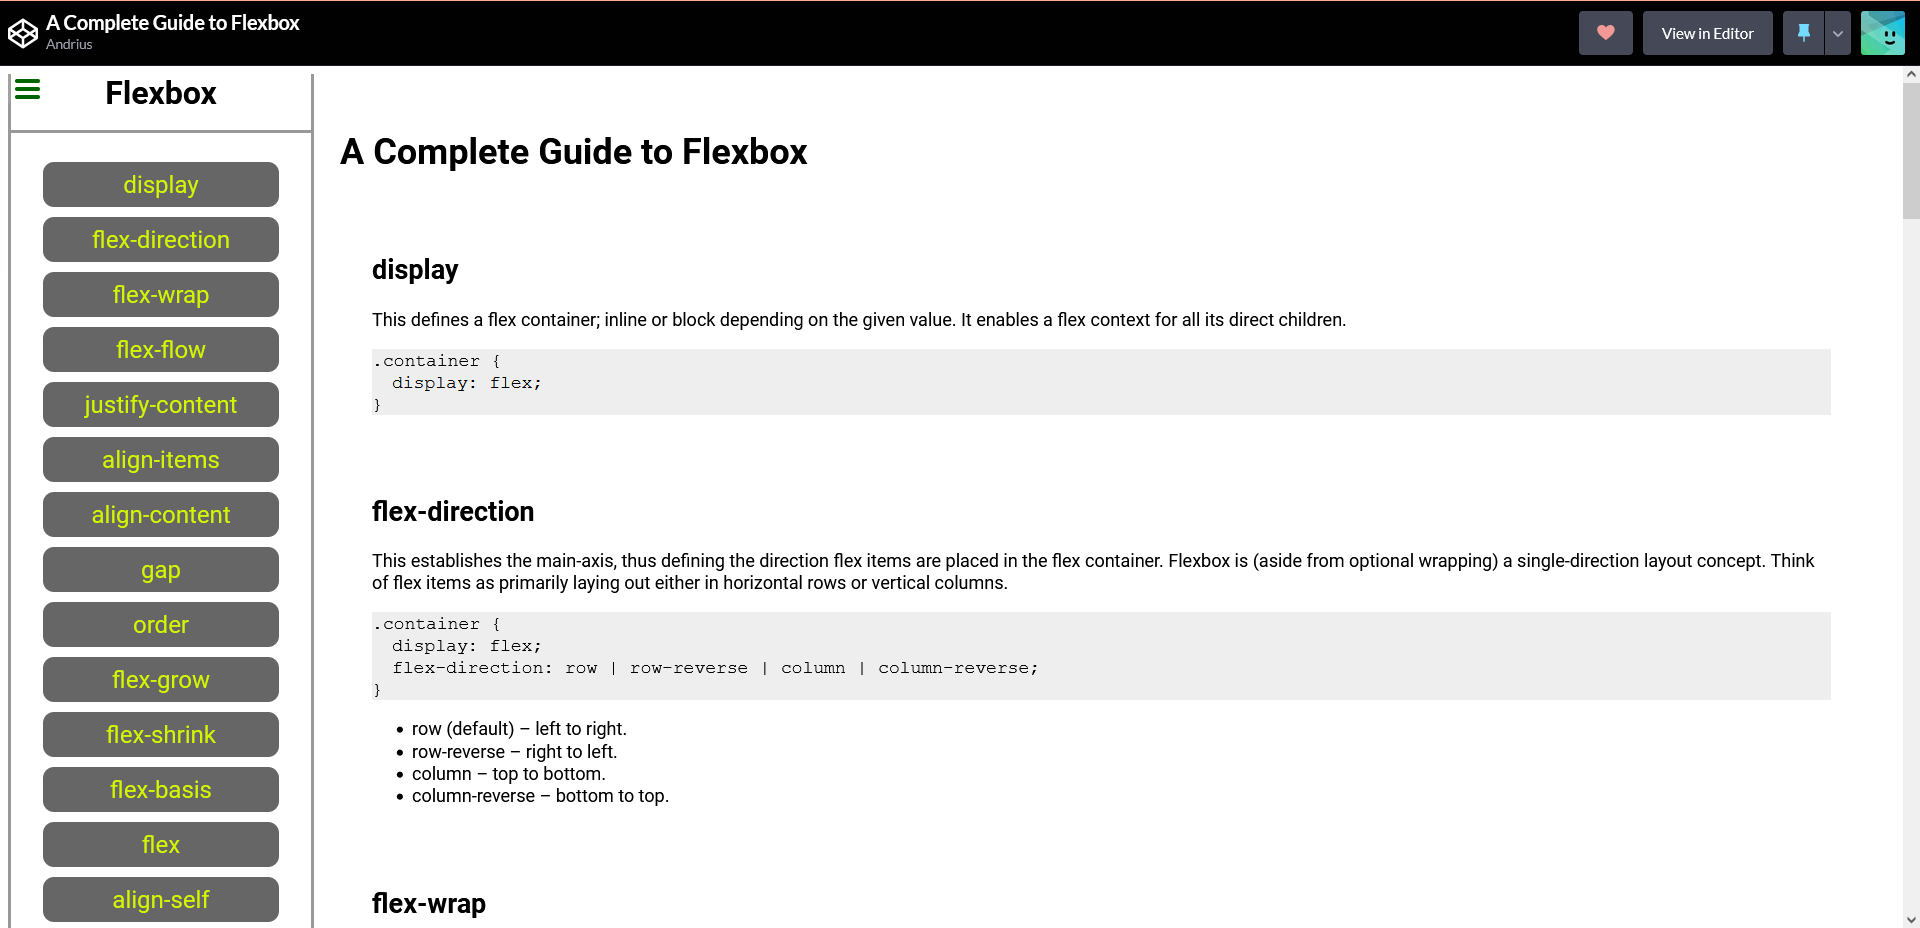 A Complete Guide to Flexbox
Andrius
View in Editor
Flexbox
display
flex-direction
flex-wrap
flex-flow
justify-content
align-items
align-content
gap
order
flex-grow
flex-shrink
flex-basis
flex
align-self
A Complete Guide to Flexbox
display
This defines a flex container; inline or block depending on the given value. It enables a flex context for all its direct children.
.container {
  display: flex;
}
flex-direction
This establishes the main-axis, thus defining the direction flex items are placed in the flex container. Flexbox is (aside from optional wrapping) a single-direction layout concept. Think
of flex items as primarily laying out either in horizontal rows or vertical columns.
.container {
  display: flex;
  flex-direction: row | row-reverse | column | column-reverse;
}
• row (default) – left to right.
• row-reverse – right to left.
• column – top to bottom.
• column-reverse – bottom to top.
flex-wrap